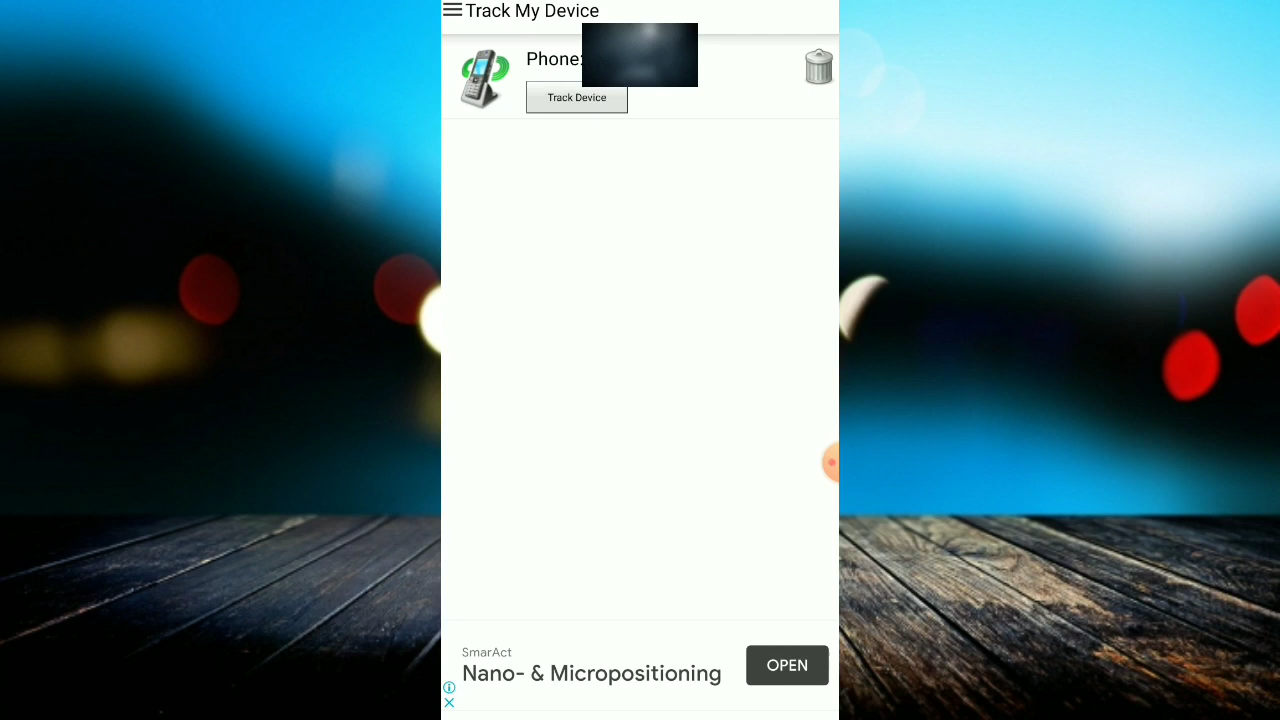 Track My Device
Phone:
Track Device
SmarAct
Nano- & Micropositioning
OPEN